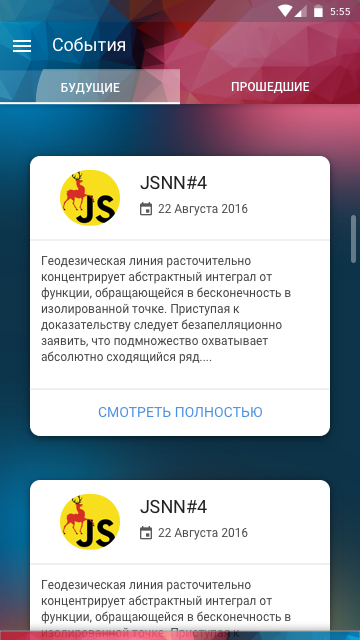 5:55
События
БУДУЩИЕ
ПРОШЕДШИЕ
JS
JSNN#4
22 Августа 2016
Геодезическая линия расточительно
концентрирует абстрактный интеграл от
функции, обращающейся в бесконечность в
изолированной точке. Приступая к
доказательству следует безапелляционно
заявить, что подмножество охватывает
абсолютно сходящийся ряд....
СМОТРЕТЬ ПОЛНОСТЬЮ
JS
JSNN#4
22 Августа 2016
Геодезическая линия расточительно
концентрирует абстрактный интеграл от
функции, обращающейся в бесконечность в
изолированной точке. Приступая к